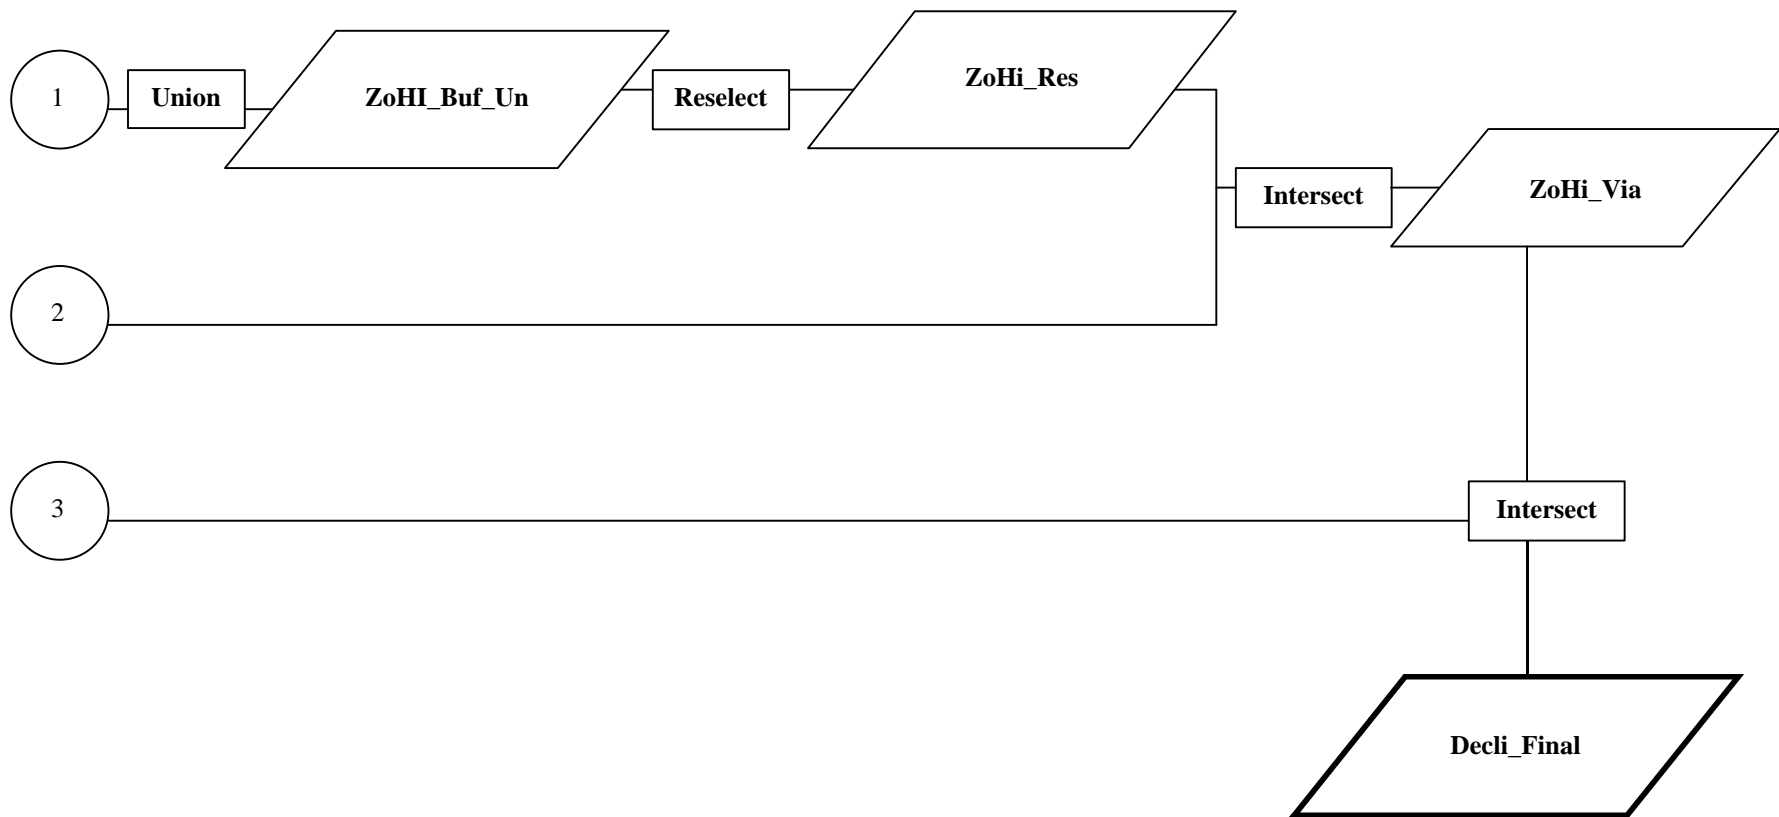 1
Union
ZoHI_Buf_Un
Reselect
ZoHi_Res
Intersect
ZoHi_Via
2
3
Intersect
Decli_Final